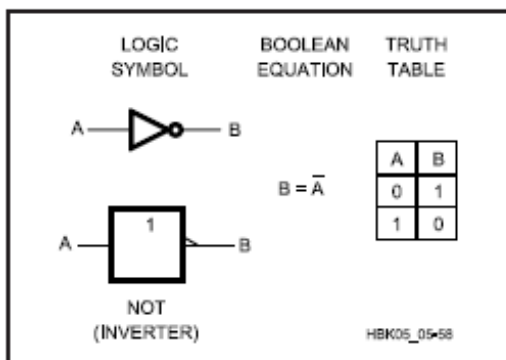 LOGIC SYMBOL
BOOLEAN EQUATION
TRUTH TABLE
A
B
A
1
B
NOT
(INVERTER)
B = A̅
A B
0 1
1 0
HBK05_05-58